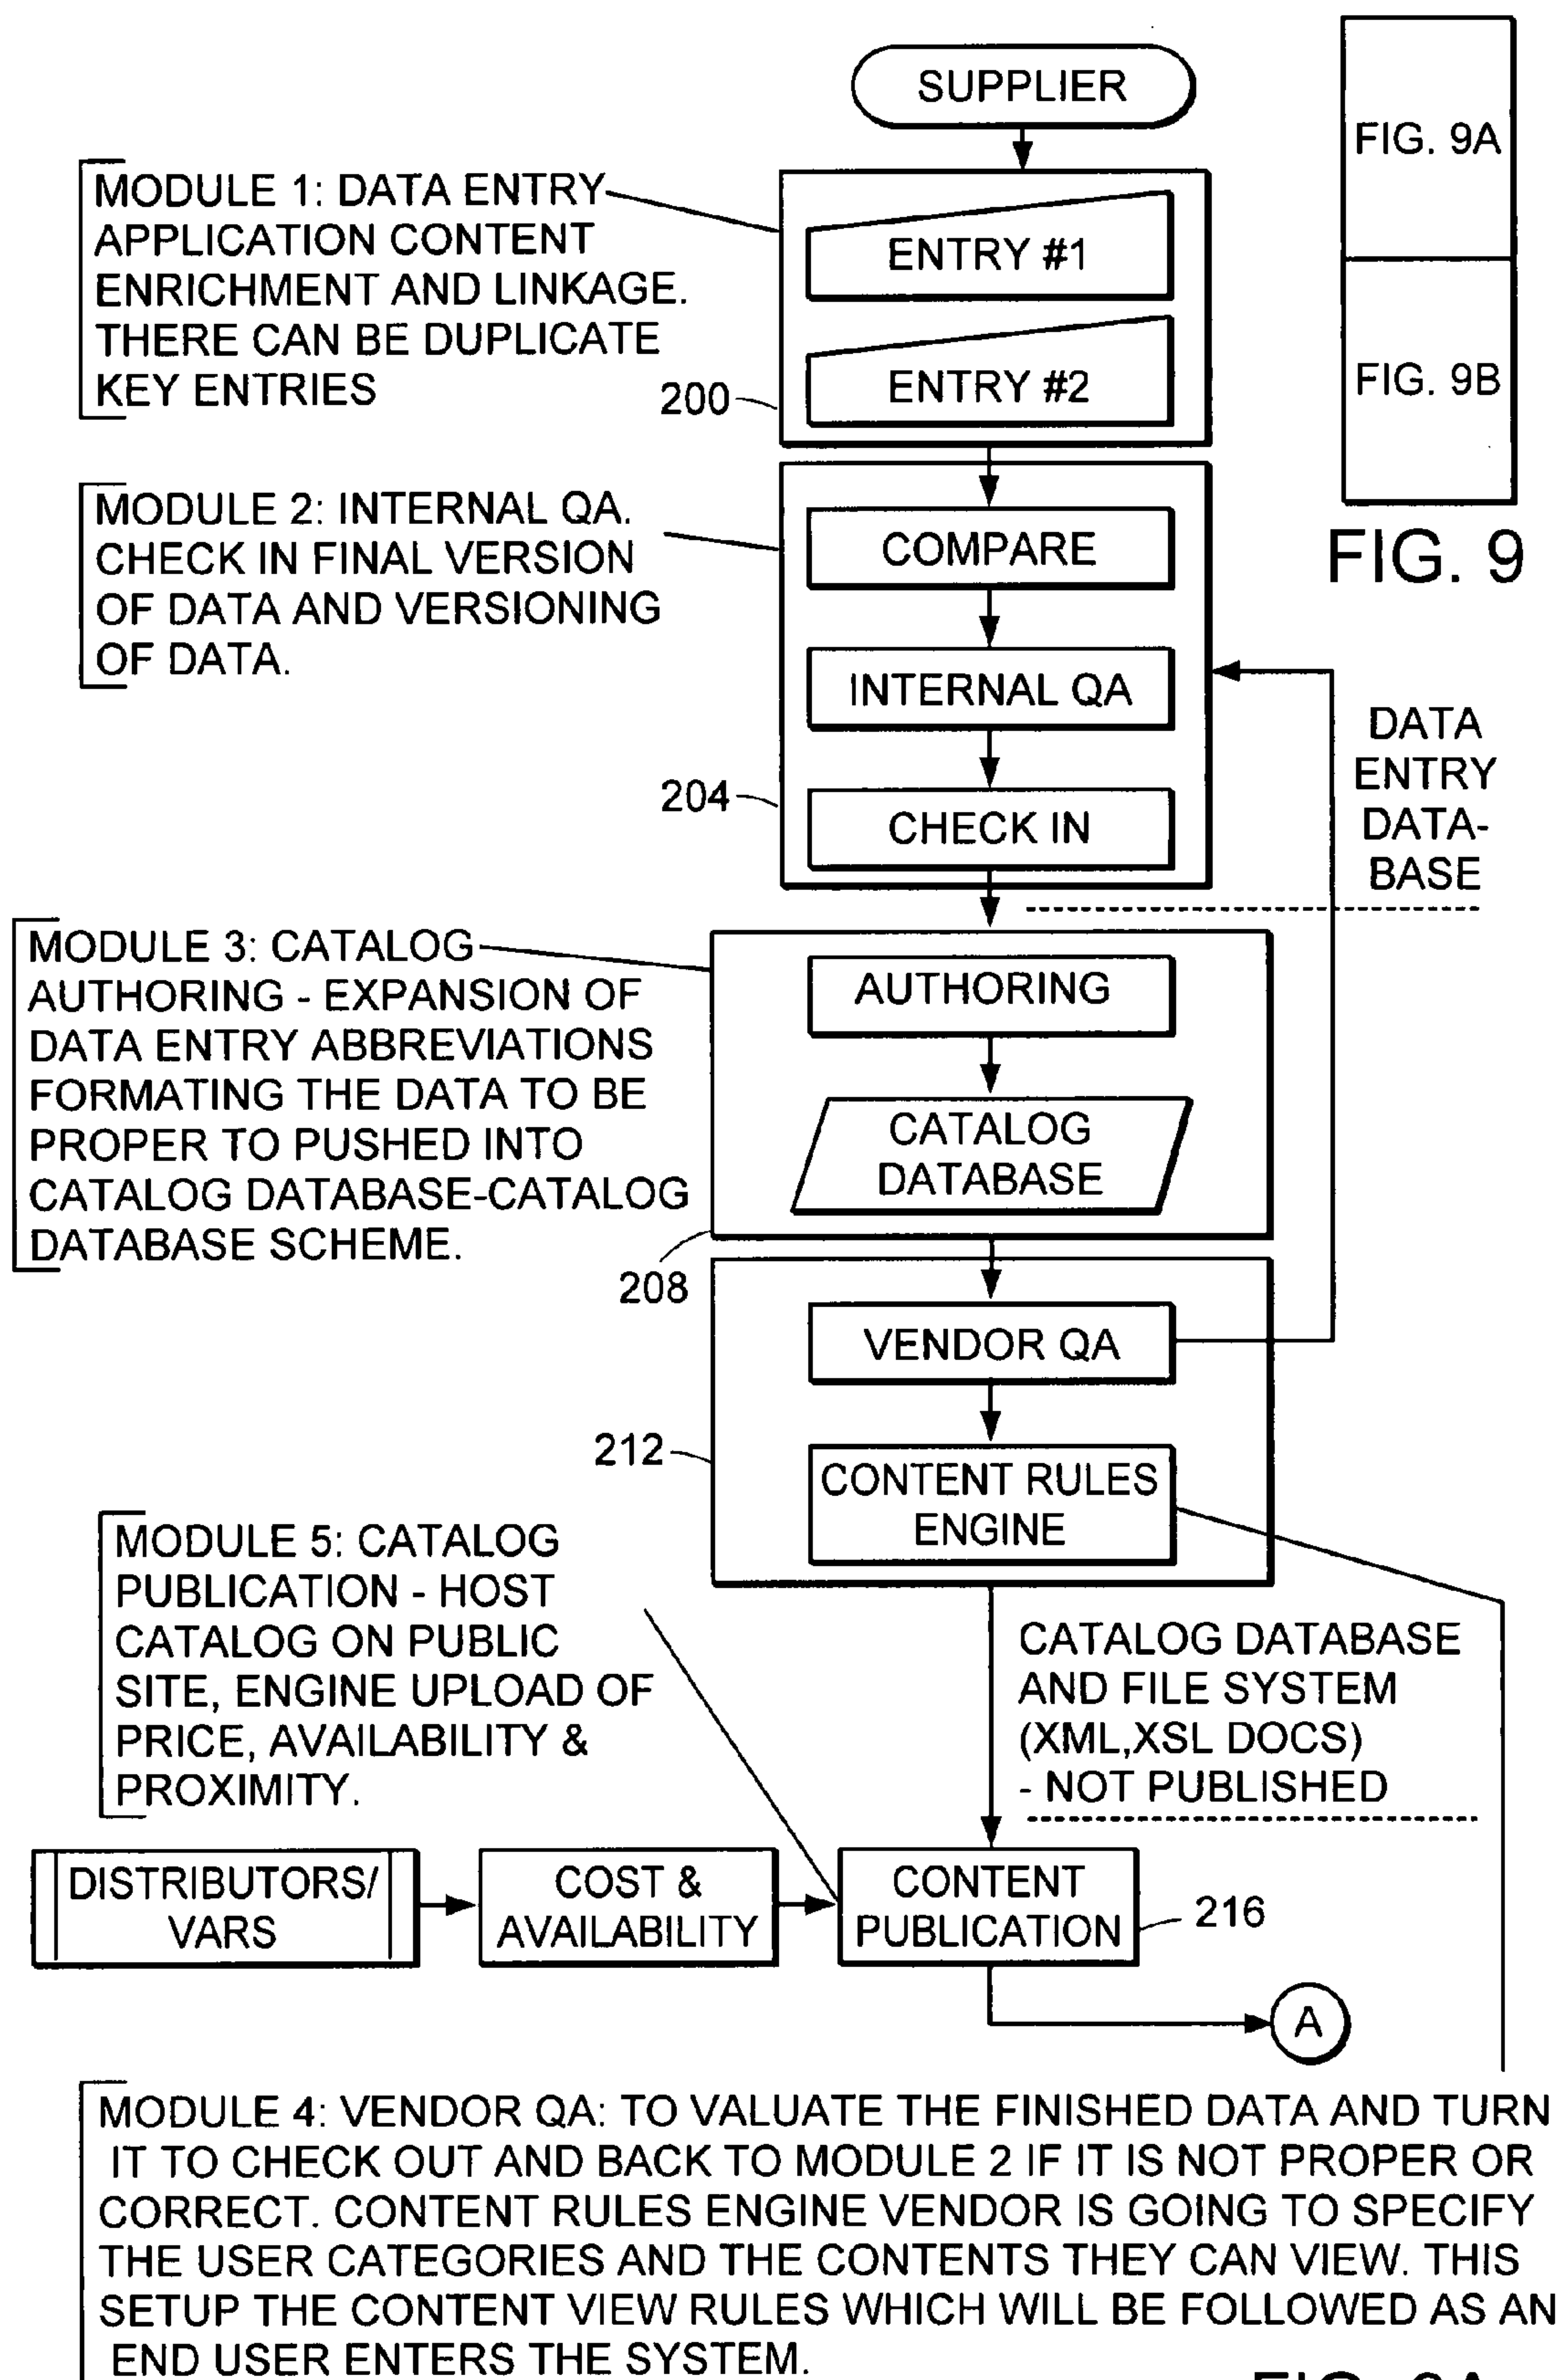 SUPPLIER
FIG. 9A
FIG. 9B
FIG. 9
MODULE 1: DATA ENTRY
APPLICATION CONTENT
ENRICHMENT AND LINKAGE.
THERE CAN BE DUPLICATE
KEY ENTRIES
ENTRY #1
ENTRY #2
200
MODULE 2: INTERNAL QA.
CHECK IN FINAL VERSION
OF DATA AND VERSIONING
OF DATA.
COMPARE
INTERNAL QA
CHECK IN
204
DATA
ENTRY
DATA-
BASE
MODULE 3: CATALOG
AUTHORING - EXPANSION OF
DATA ENTRY ABBREVIATIONS
FORMATING THE DATA TO BE
PROPER TO PUSHED INTO
CATALOG DATABASE-CATALOG
DATABASE SCHEME.
AUTHORING
CATALOG
DATABASE
208
VENDOR QA
CONTENT RULES
ENGINE
212
MODULE 5: CATALOG
PUBLICATION - HOST
CATALOG ON PUBLIC
SITE, ENGINE UPLOAD OF
PRICE, AVAILABILITY &
PROXIMITY.
CATALOG DATABASE
AND FILE SYSTEM
(XML,XSL DOCS)
- NOT PUBLISHED
DISTRIBUTORS/
VARS
COST &
AVAILABILITY
CONTENT
PUBLICATION
216
A
MODULE 4: VENDOR QA: TO VALUATE THE FINISHED DATA AND TURN
IT TO CHECK OUT AND BACK TO MODULE 2 IF IT IS NOT PROPER OR
CORRECT. CONTENT RULES ENGINE VENDOR IS GOING TO SPECIFY
THE USER CATEGORIES AND THE CONTENTS THEY CAN VIEW. THIS
SETUP THE CONTENT VIEW RULES WHICH WILL BE FOLLOWED AS AN
END USER ENTERS THE SYSTEM.